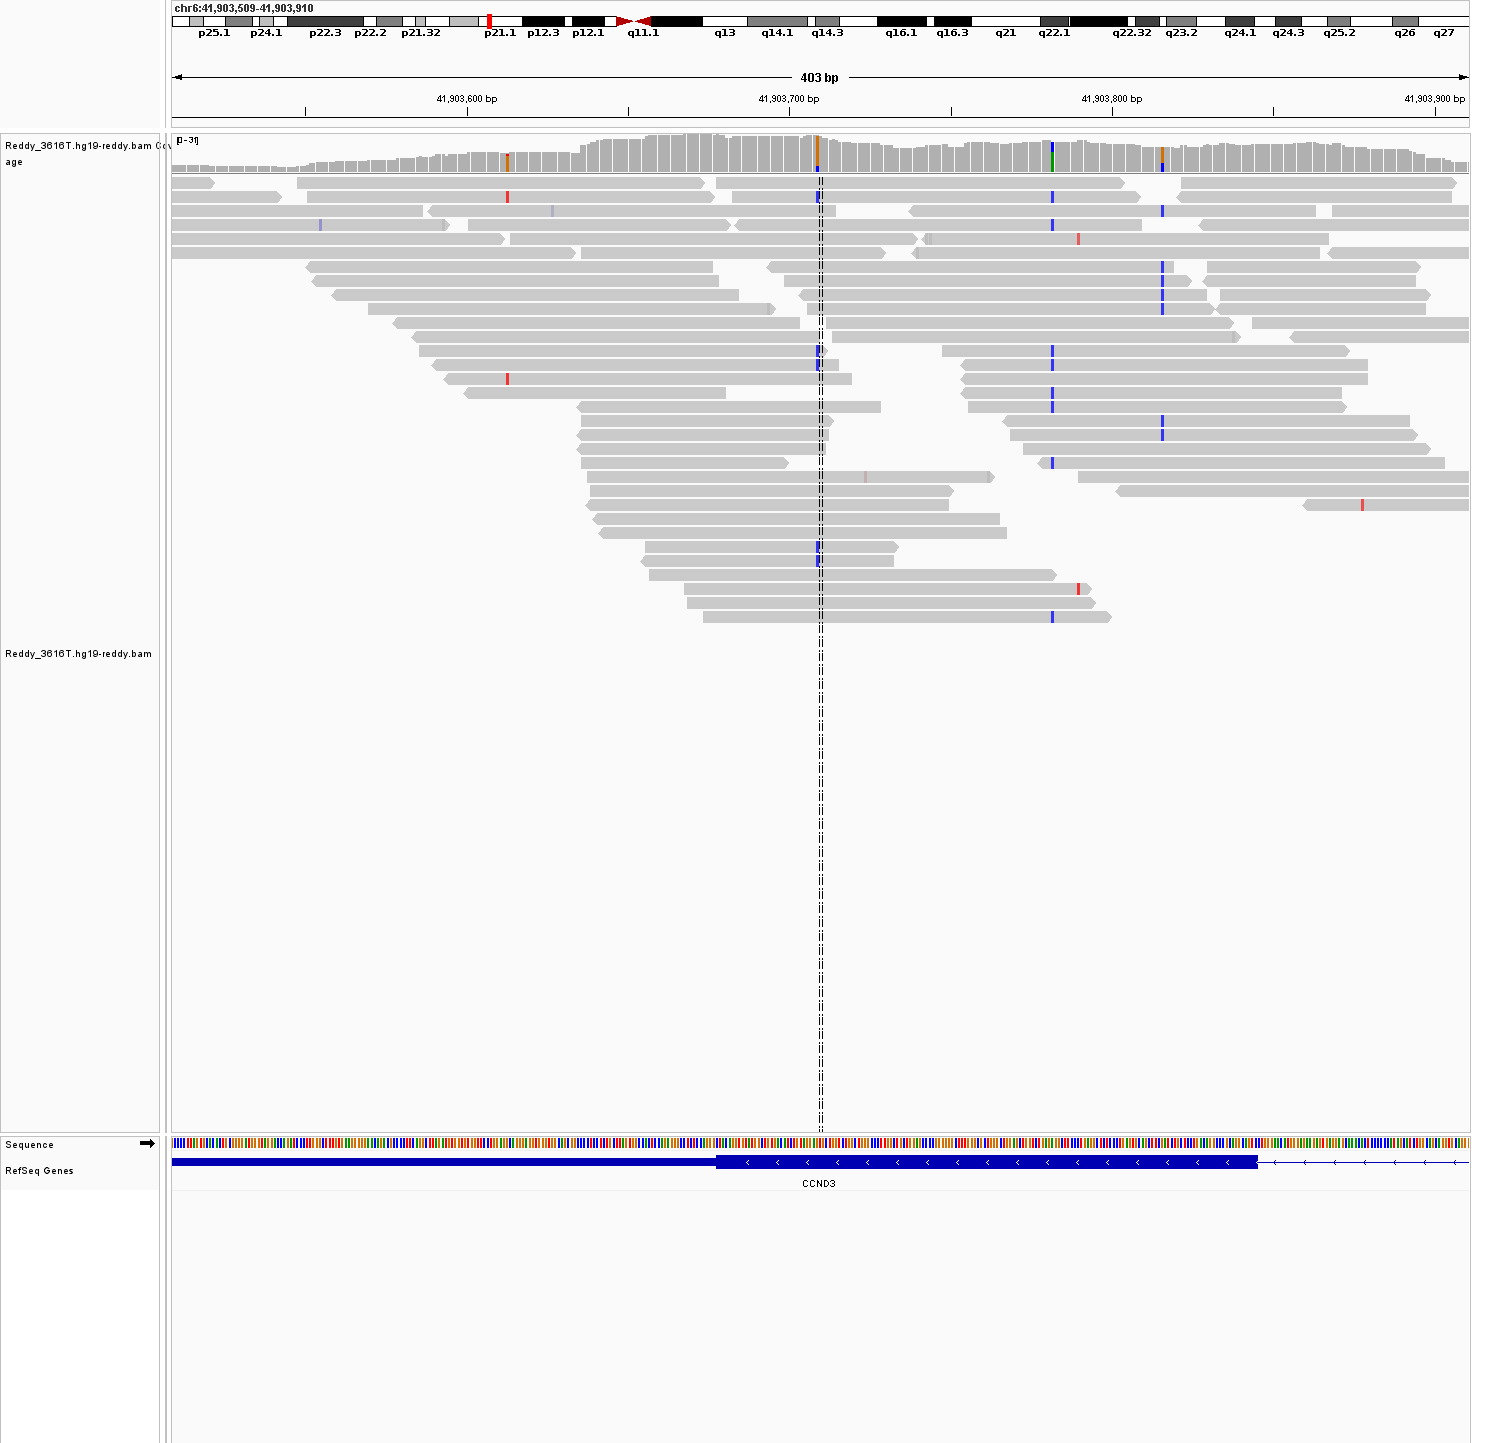 chr6:41,903,509-41,903,910
p25.1 p24.1 p22.3 p22.2 p21.32 p21.1 p12.3 p12.1 q11.1 q13 q14.1 q14.3 q16.1 q16.3 q21 q22.1 q22.32 q23.2 q24.1 q24.3 q25.2 q26 q27
403 bp
41,903,600 bp 41,903,700 bp 41,903,800 bp 41,903,900 bp
Reddy_3616T.hg19-reddy.bam Cov
age
[0-31]
Reddy_3616T.hg19-reddy.bam
Sequence
RefSeq Genes
CCND3